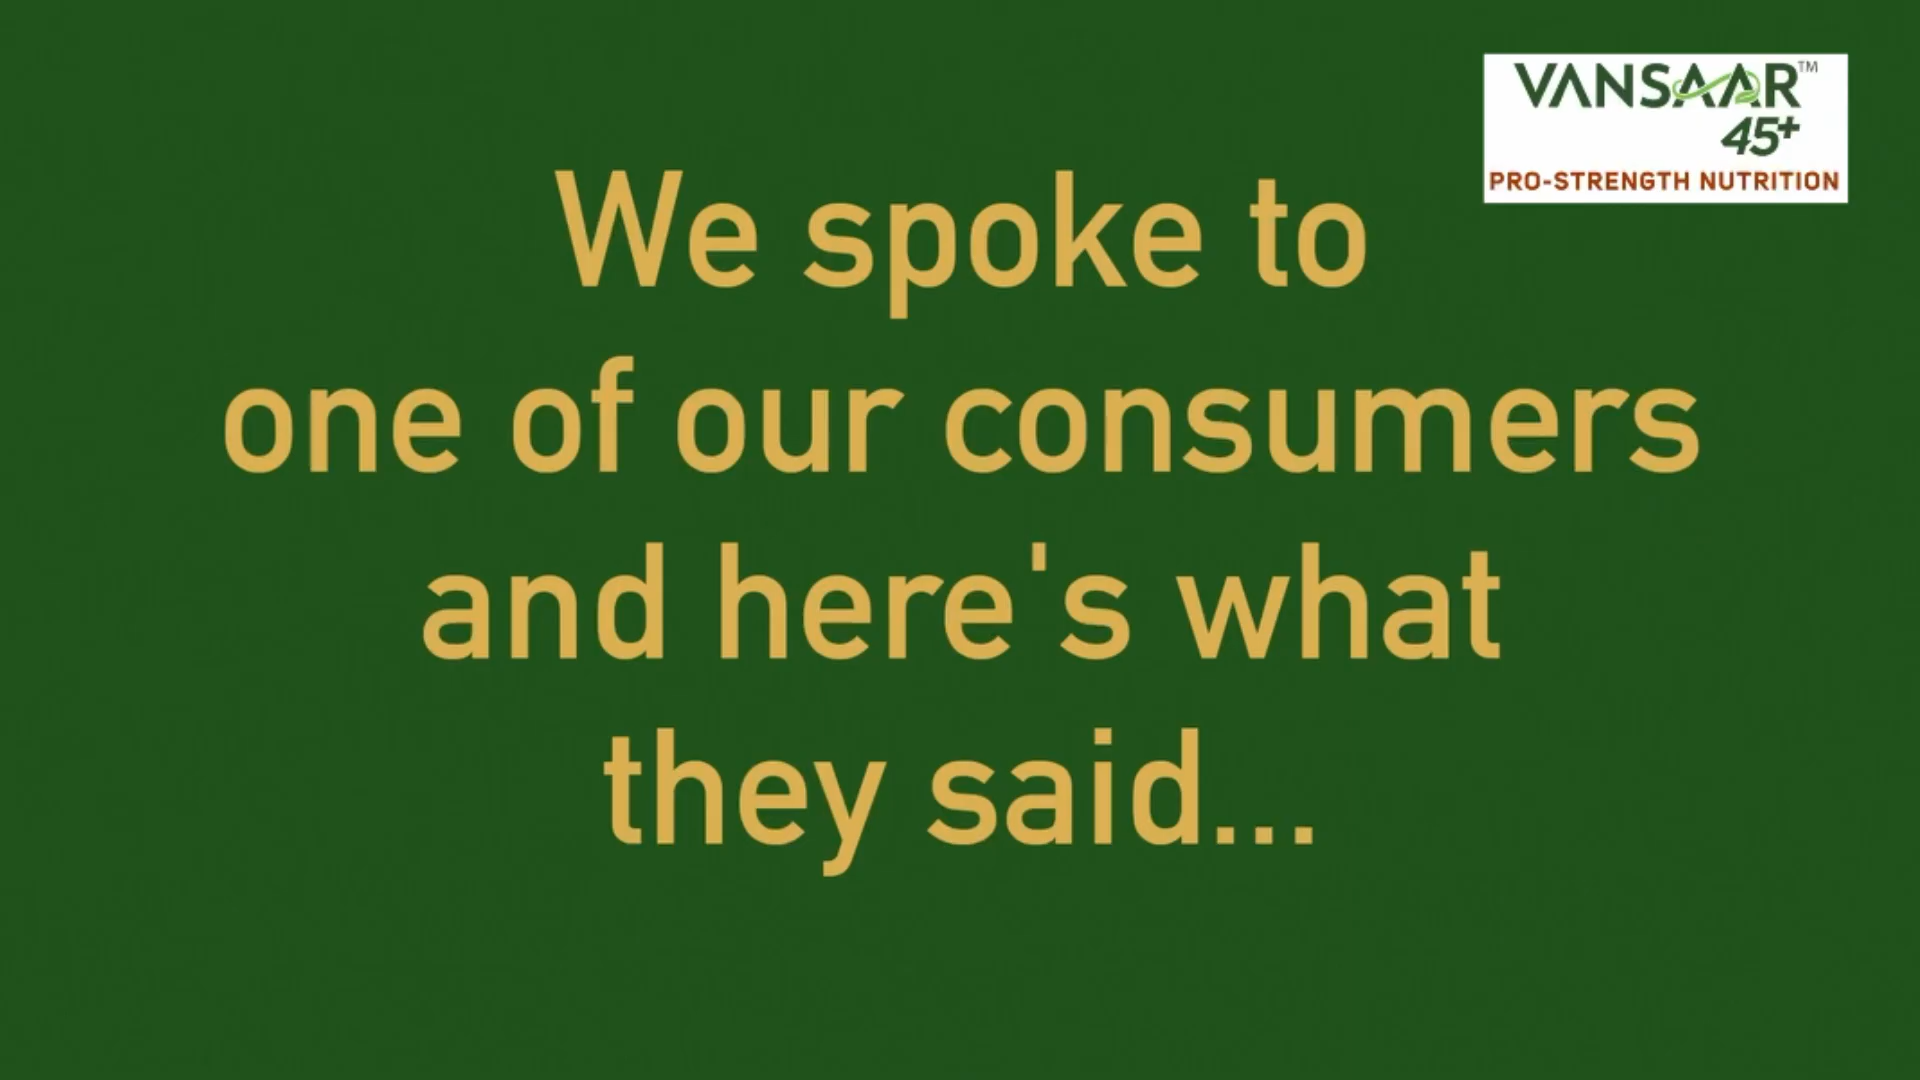 VANSAAR™
45+
PRO-STRENGTH NUTRITION
We spoke to
one of our consumers
and here's what
they said...